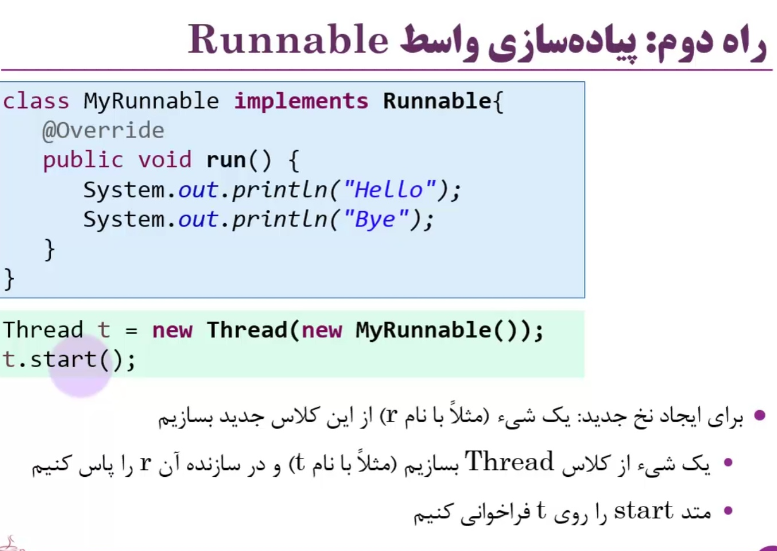 راه دوم: پیاده‌سازی واسط Runnable
class MyRunnable implements Runnable{
@Override
public void run() {
System.out.println("Hello");
System.out.println("Bye");
}
}
Thread t = new Thread(new MyRunnable());
t.start();
• برای ایجاد نخ جدید: یک شیء (مثلاً با نام r) از این کلاس جدید بسازیم
• یک شیء از کلاس Thread بسازیم (مثلاً با نام t) و در سازنده آن r را پاس کنیم
• متد start را روی t فراخوانی کنیم